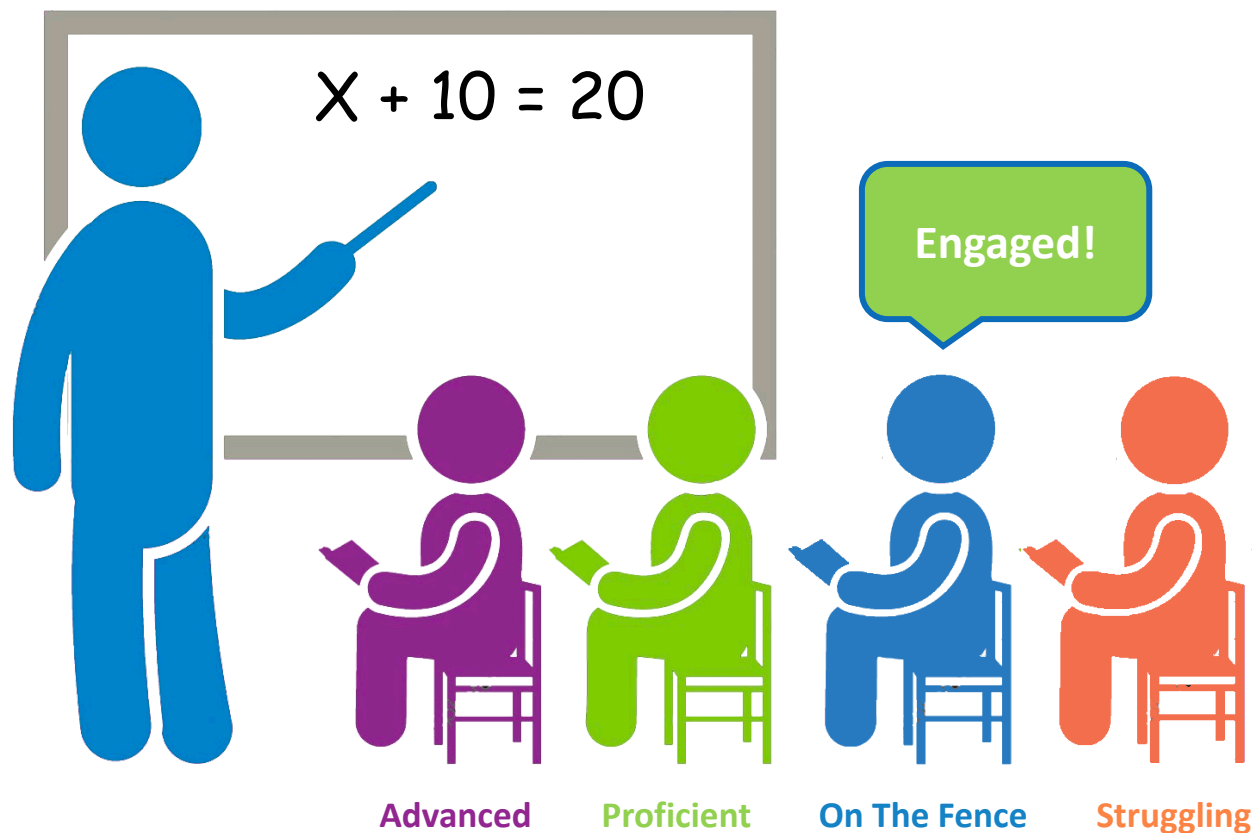 X + 10 = 20
Engaged!
Advanced Proficient On The Fence Struggling